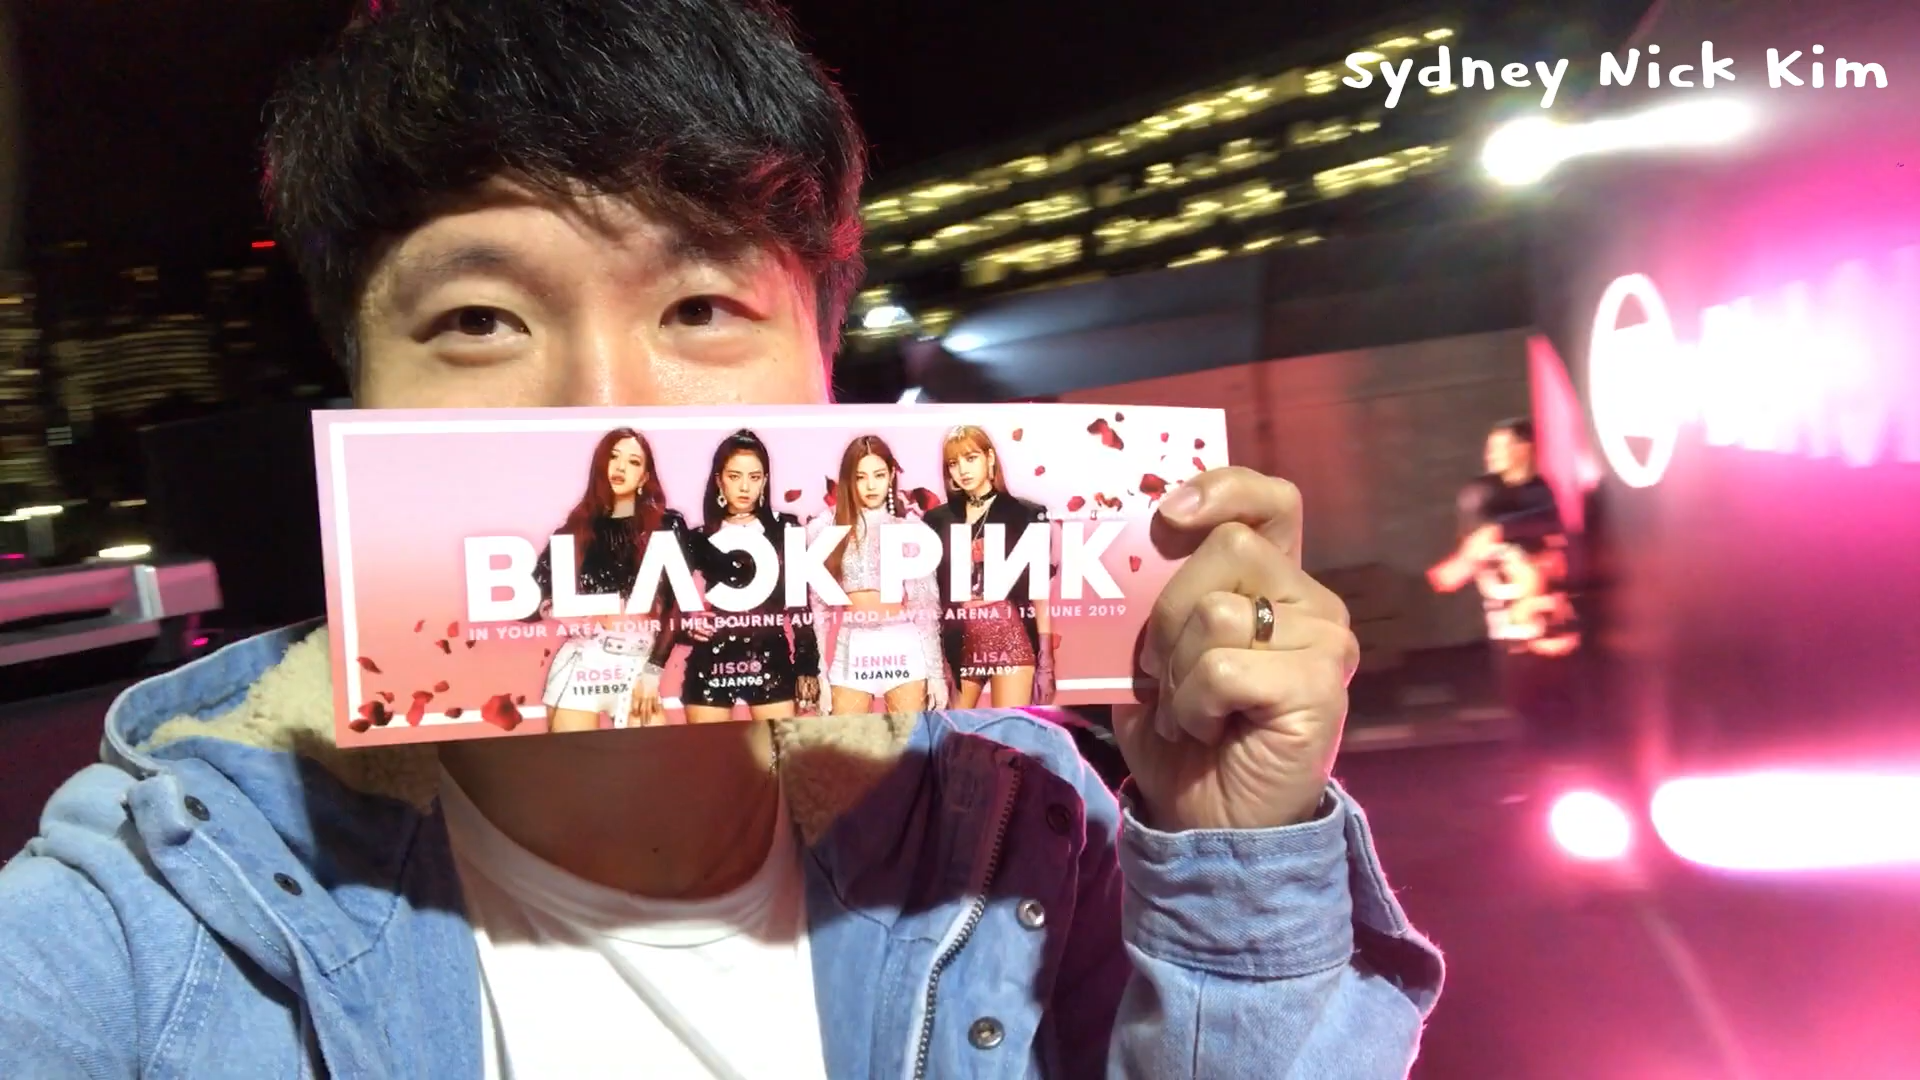 Sydney Nick Kim
BLACKPINK
IN YOUR AREA TOUR | MELBOURNE AUS | ROD LAVER ARENA | 13 JUNE 2019
ROSÉ
11FEB97
JISOO
3JAN95
JENNIE
16JAN96
LISA
27MAR97